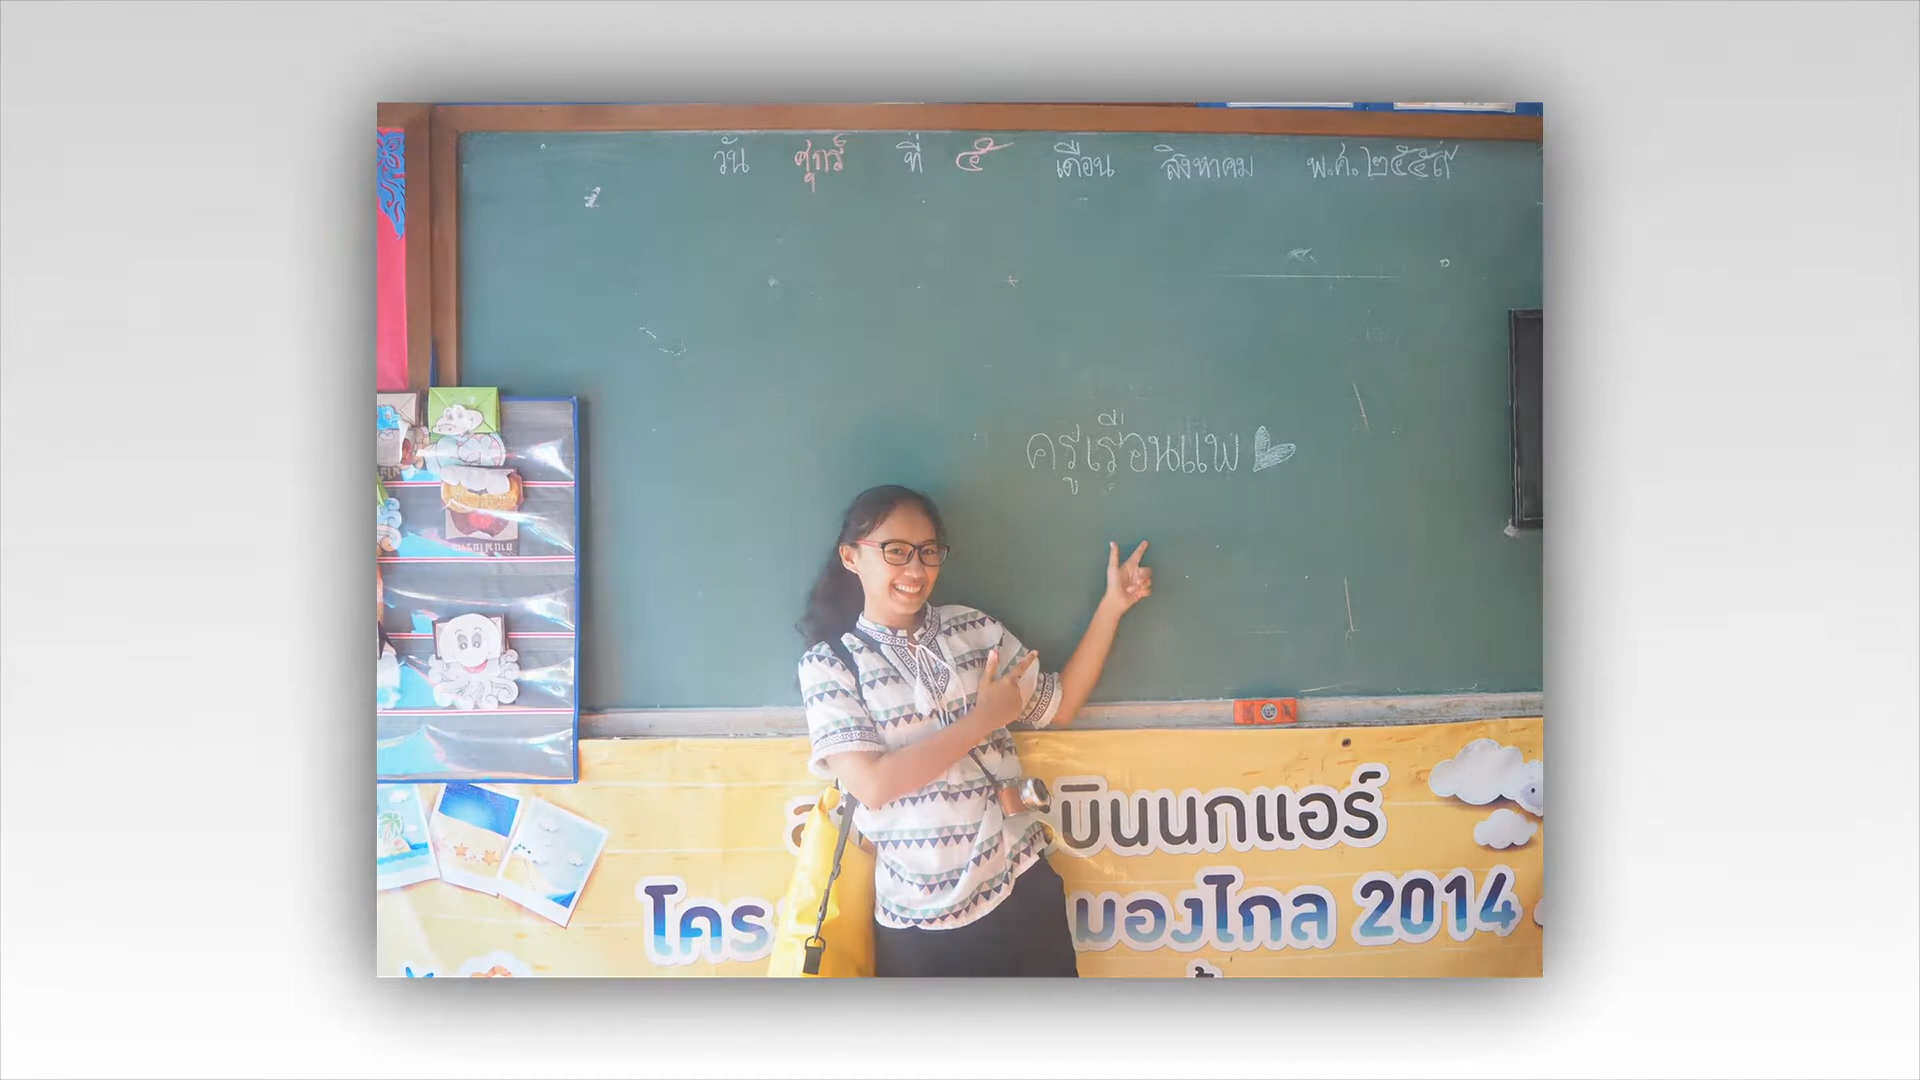 วัน ศุกร์ ที่ ๕ เดือน สิงหาคม พ.ศ. ๒๕๕๙
ครูเรือนแพ
บินนกแอร์
โคร มองไกล 2014